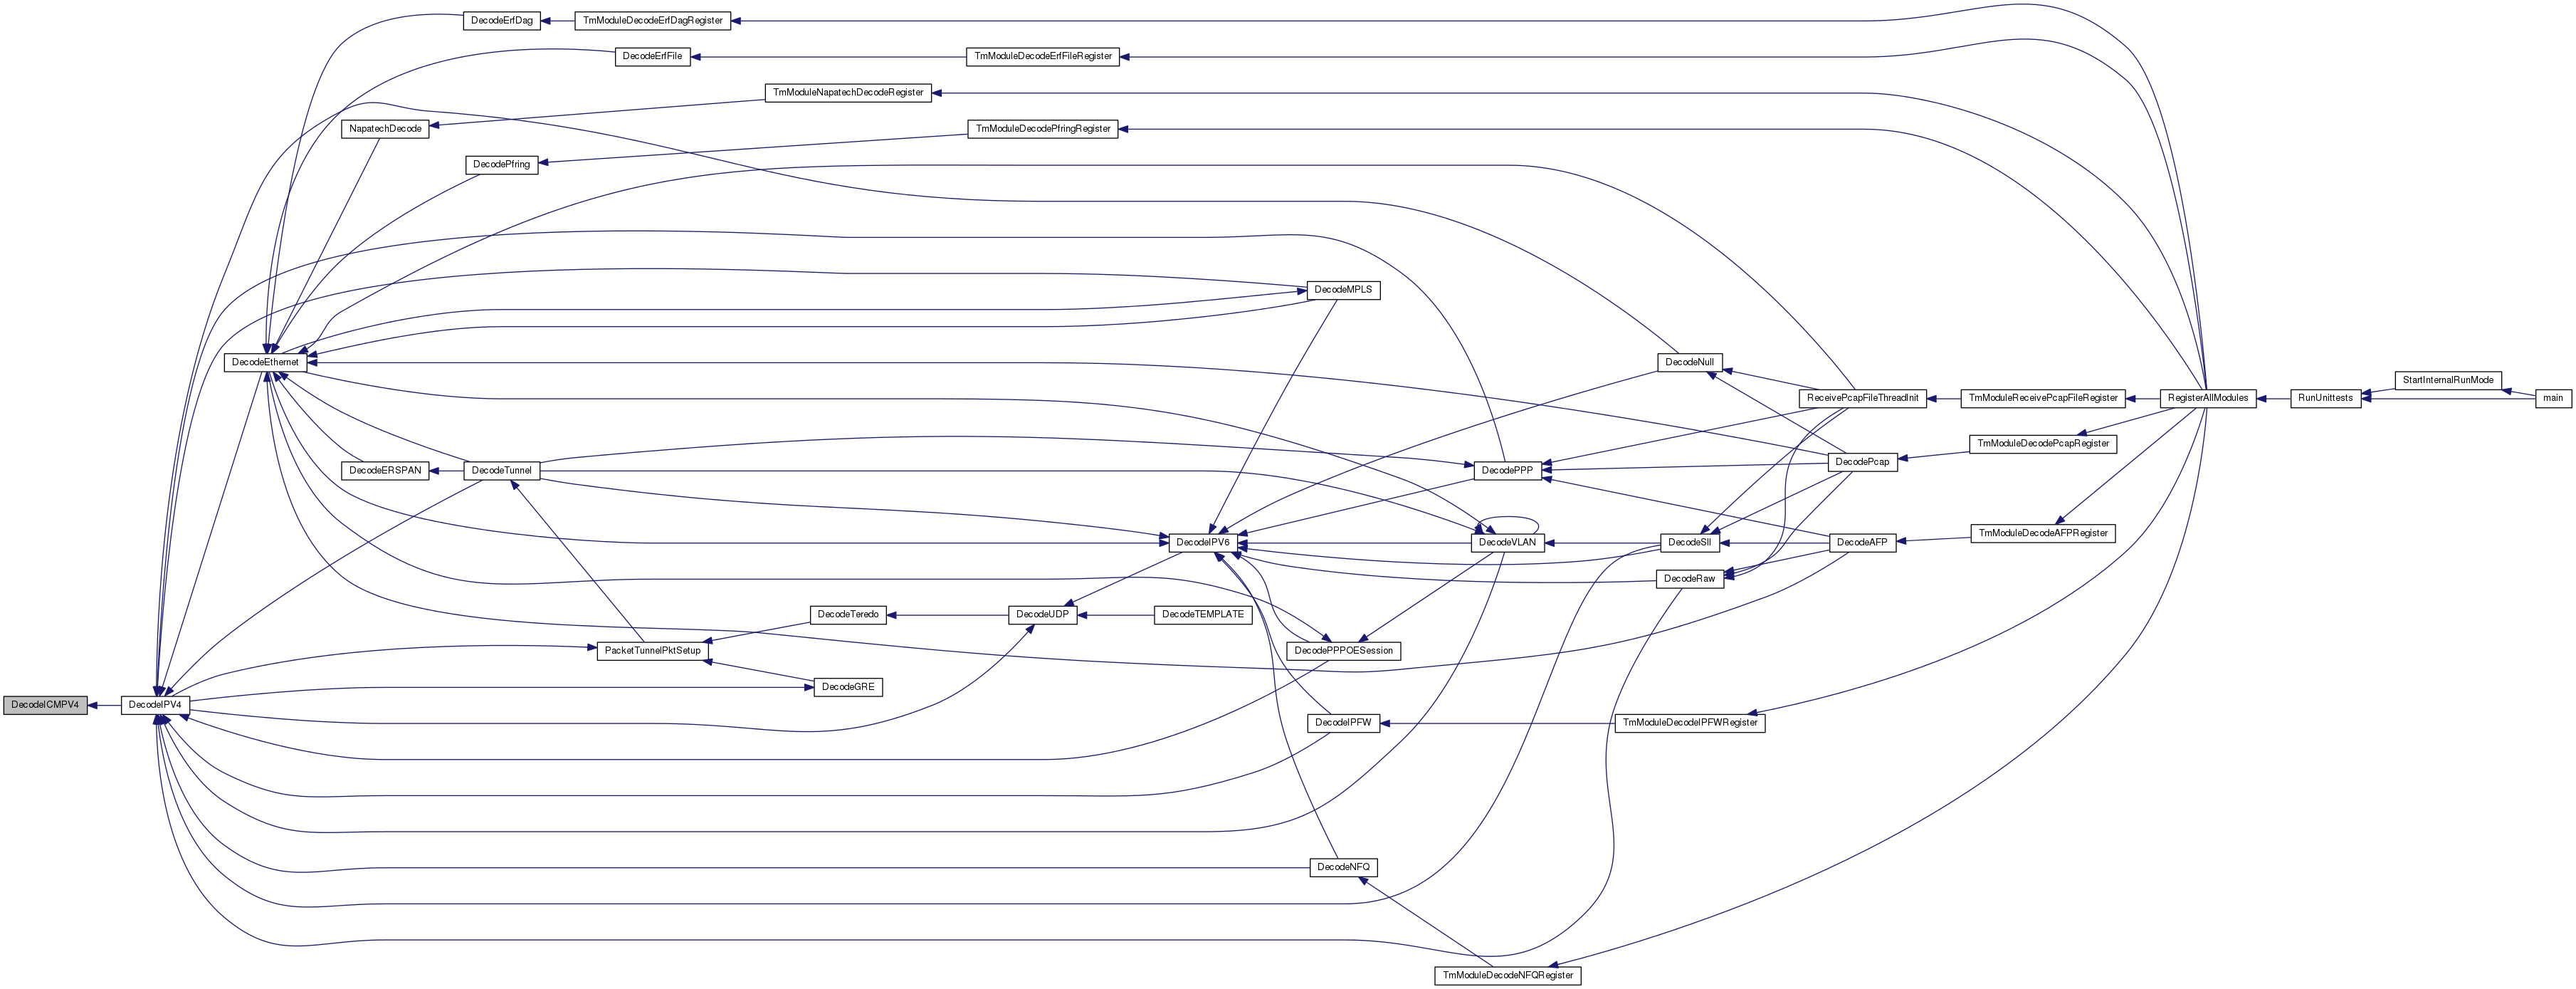 DecodeErfDag
TmModuleDecodeErfDagRegister
DecodeErfFile
TmModuleDecodeErfFileRegister
TmModuleNapatechDecodeRegister
NapatechDecode
TmModuleDecodePfringRegister
DecodePfring
DecodeMPLS
DecodeEthernet
DecodeNull
StartInternalRunMode
ReceivePcapFileThreadInit
TmModuleReceivePcapFileRegister
RegisterAllModules
RunUnittests
main
TmModuleDecodePcapRegister
DecodeERSPAN
DecodeTunnel
DecodePPP
DecodePcap
TmModuleDecodeAFPRegister
DecodeIPV6
DecodeVLAN
DecodeSll
DecodeAFP
DecodeRaw
DecodeTeredo
DecodeUDP
DecodeTEMPLATE
PacketTunnelPktSetup
DecodePPPOESession
DecodeGRE
DecodeICMPV4
DecodeIPV4
DecodeIPFW
TmModuleDecodeIPFWRegister
DecodeNFQ
TmModuleDecodeNFQRegister